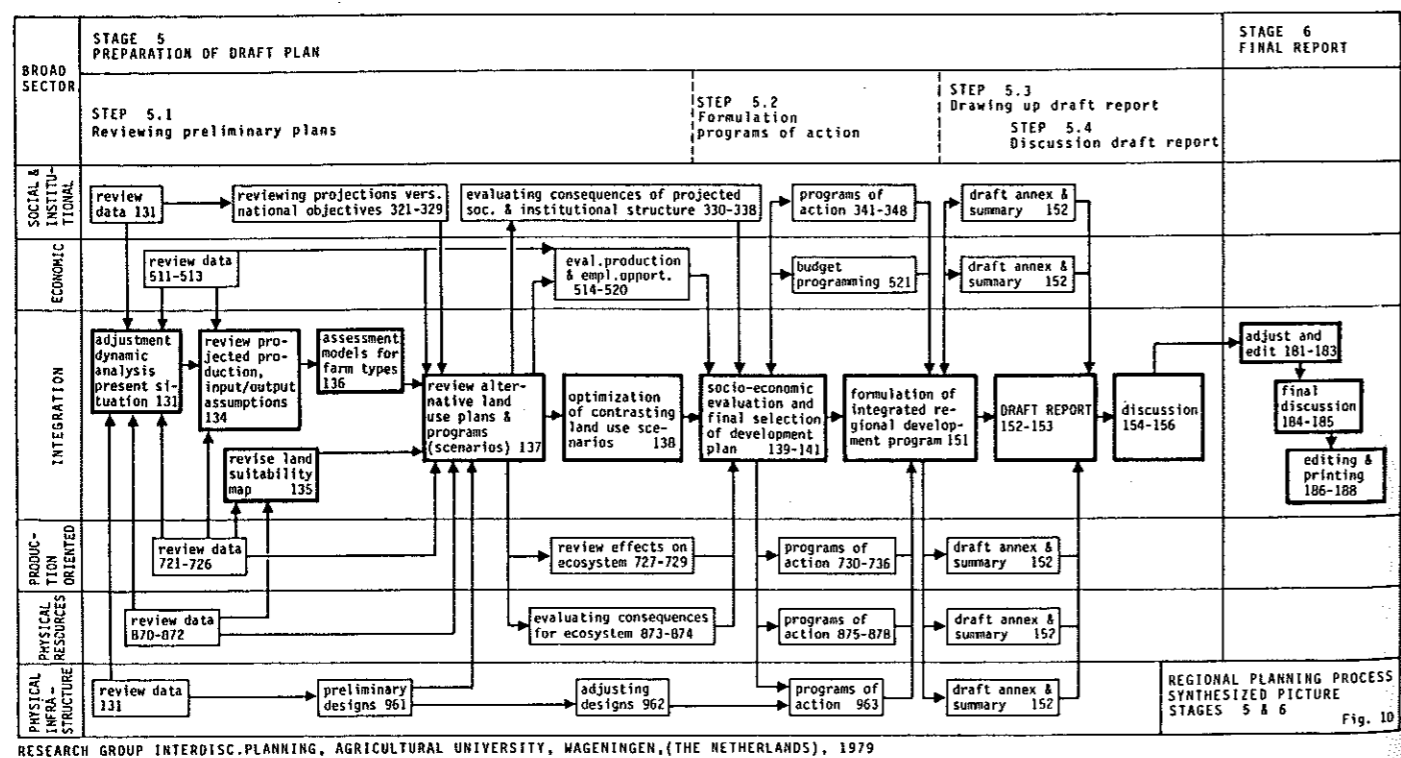 STAGE 5
PREPARATION OF DRAFT PLAN
STAGE 6
FINAL REPORT
BROAD
SECTOR
STEP 5.1
Reviewing preliminary plans
STEP 5.2
Formulation
programs of action
STEP 5.3
Drawing up draft report
STEP 5.4
Discussion draft report
SOCIAL &
INSTITU-
TIONAL
review
data 131
reviewing projections vers.
national objectives 321-329
evaluating consequences of projected
soc. & institutional structure 330-338
programs of
action 341-348
draft annex &
summary 152
ECONOMIC
review data
511-513
eval.production
& empl.opport.
514-520
budget
programming 521
draft annex &
summary 152
INTEGRATION
adjustment
dynamic
analysis
present si-
tuation 131
review pro-
jected pro-
duction,
input/output
assumptions
134
assessment
models for
farm types
136
revise land
suitability
map 135
review alter-
native land
use plans &
programs
(scenarios) 137
optimization
of contrasting
land use sce-
narios 138
socio-economic
evaluation and
final selection
of development
plan 139-141
formulation of
integrated re-
gional develop-
ment program 151
DRAFT REPORT
152-153
discussion
154-156
adjust and
edit 181-183
final
discussion
184-185
editing &
printing
186-188
PRODUC-
TION
ORIENTED
review data
721-726
review effects on
ecosystem 727-729
programs of
action 730-736
draft annex &
summary 152
PHYSICAL
RESOURCES
review data
870-872
evaluating consequences
for ecosystem 873-874
programs of
action 875-878
draft annex &
summary 152
PHYSICAL
INFRA-
STRUCTURE
review data
131
preliminary
designs 961
adjusting
designs 962
programs of
action 963
draft annex &
summary 152
REGIONAL PLANNING PROCESS
SYNTHESIZED PICTURE
STAGES 5 & 6
Fig. 10
RESEARCH GROUP INTERDISC.PLANNING, AGRICULTURAL UNIVERSITY, WAGENINGEN,(THE NETHERLANDS), 1979